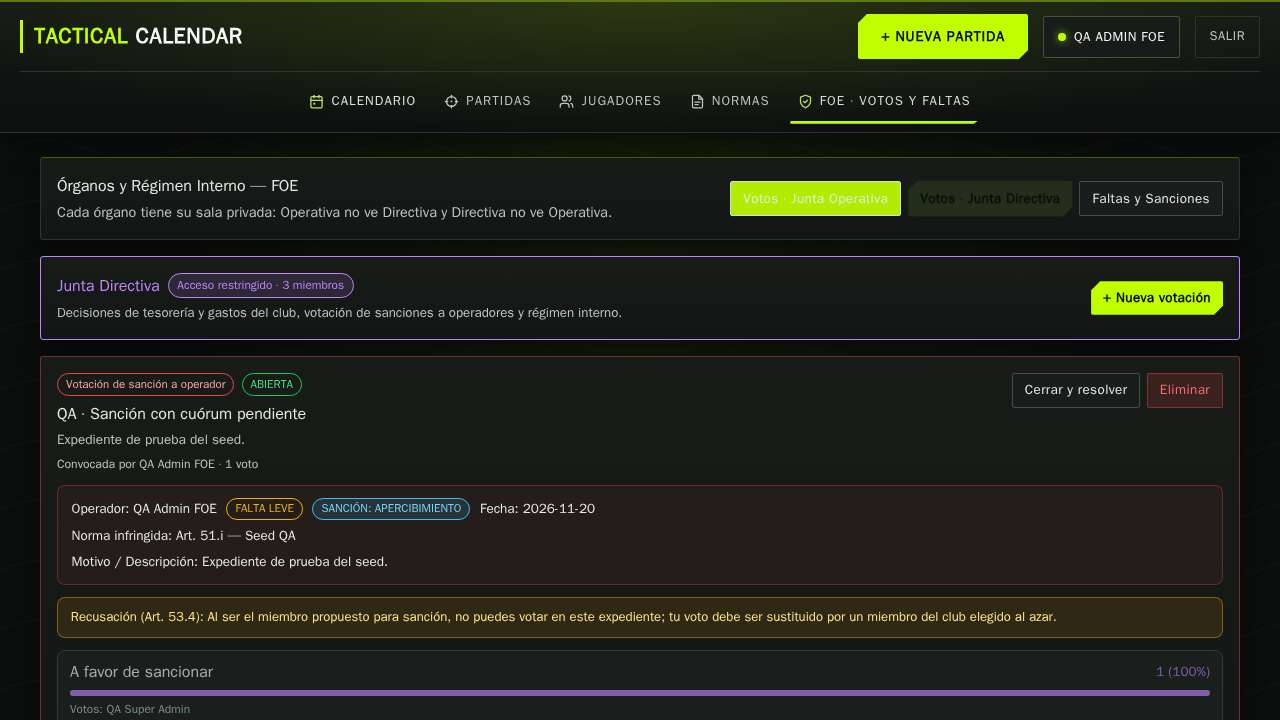 TACTICAL CALENDAR
+ NUEVA PARTIDA
QA ADMIN FOE
SALIR
CALENDARIO
PARTIDAS
JUGADORES
NORMAS
FOE · VOTOS Y FALTAS
Órganos y Régimen Interno — FOE
Cada órgano tiene su sala privada: Operativa no ve Directiva y Directiva no ve Operativa.
Votos · Junta Operativa
Votos · Junta Directiva
Faltas y Sanciones
Junta Directiva
Acceso restringido · 3 miembros
Decisiones de tesorería y gastos del club, votación de sanciones a operadores y régimen interno.
+ Nueva votación
Votación de sanción a operador
ABIERTA
Cerrar y resolver
Eliminar
QA · Sanción con cuórum pendiente
Expediente de prueba del seed.
Convocada por QA Admin FOE · 1 voto
Operador: QA Admin FOE
FALTA LEVE
SANCIÓN: APERCIBIMIENTO
Fecha: 2026-11-20
Norma infringida: Art. 51.i — Seed QA
Motivo / Descripción: Expediente de prueba del seed.
Recusación (Art. 53.4): Al ser el miembro propuesto para sanción, no puedes votar en este expediente; tu voto debe ser sustituido por un miembro del club elegido al azar.
A favor de sancionar
1 (100%)
Votos: QA Super Admin